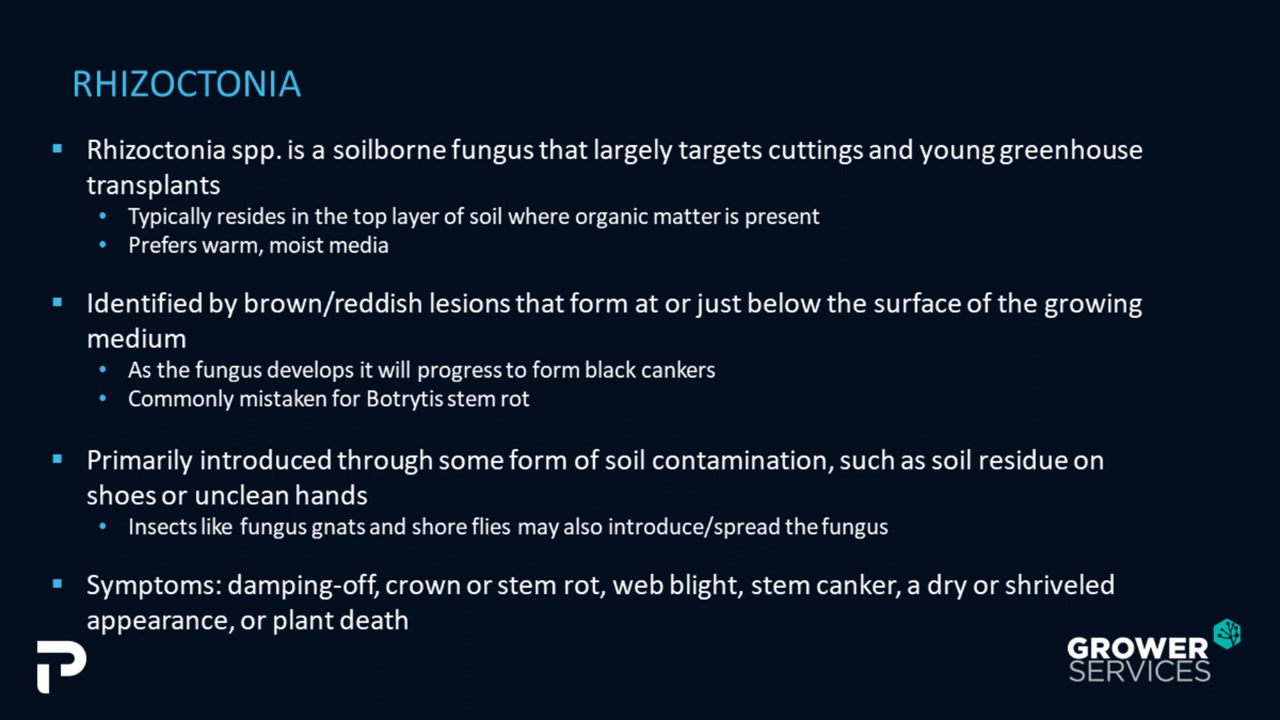 RHIZOCTONIA
▪ Rhizoctonia spp. is a soilborne fungus that largely targets cuttings and young greenhouse
transplants
• Typically resides in the top layer of soil where organic matter is present
• Prefers warm, moist media
▪ Identified by brown/reddish lesions that form at or just below the surface of the growing
medium
• As the fungus develops it will progress to form black cankers
• Commonly mistaken for Botrytis stem rot
▪ Primarily introduced through some form of soil contamination, such as soil residue on
shoes or unclean hands
• Insects like fungus gnats and shore flies may also introduce/spread the fungus
▪ Symptoms: damping-off, crown or stem rot, web blight, stem canker, a dry or shriveled
appearance, or plant death
P
GROWER
SERVICES